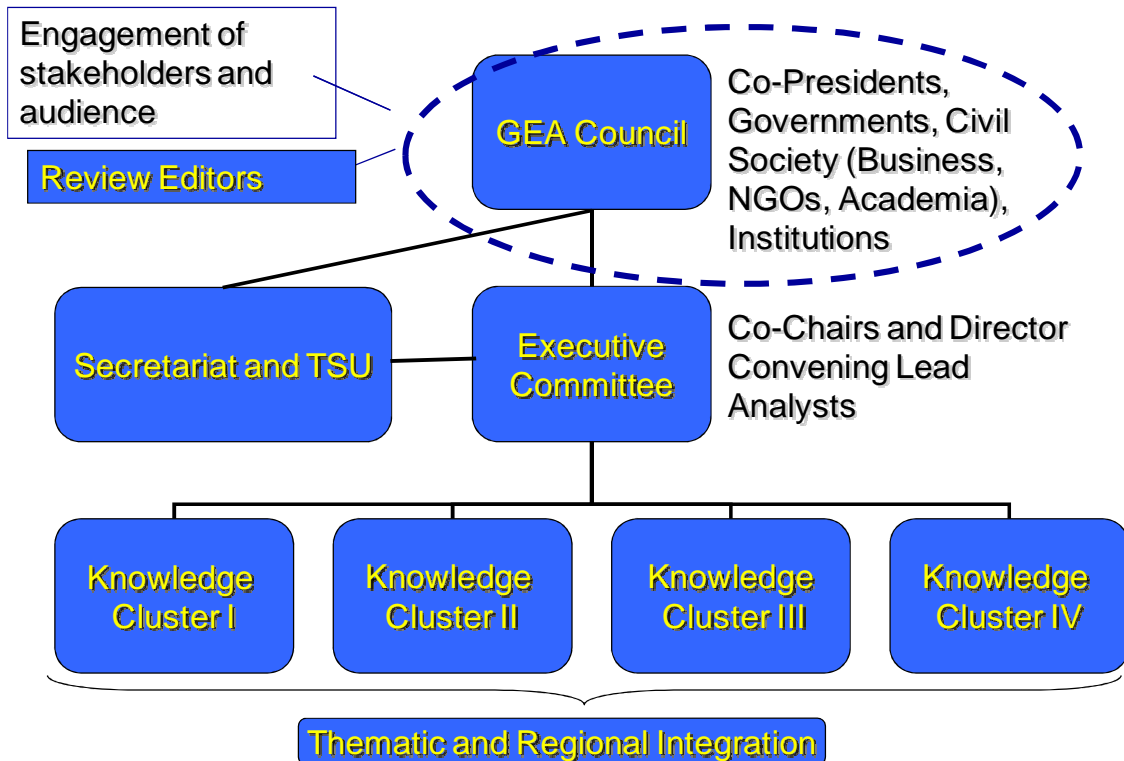 Engagement of
stakeholders and
audience
GEA Council
Co-Presidents,
Governments, Civil
Society (Business,
NGOs, Academia),
Institutions
Review Editors
Secretariat and TSU
Executive
Committee
Co-Chairs and Director
Convening Lead
Analysts
Knowledge
Cluster I
Knowledge
Cluster II
Knowledge
Cluster III
Knowledge
Cluster IV
Thematic and Regional Integration